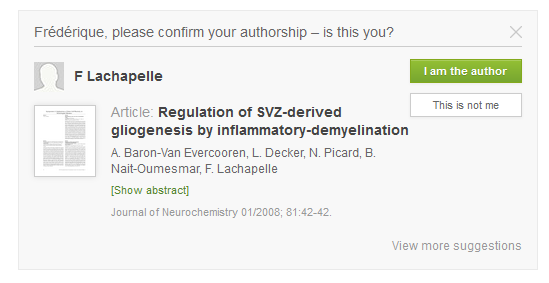 Frédérique, please confirm your authorship – is this you?
F Lachapelle
I am the author
This is not me
Article: Regulation of SVZ-derived
gliogenesis by inflammatory-demyelination
A. Baron-Van Evercooren, L. Decker, N. Picard, B.
Nait-Oumesmar, F. Lachapelle
[Show abstract]
Journal of Neurochemistry 01/2008; 81:42-42.
View more suggestions